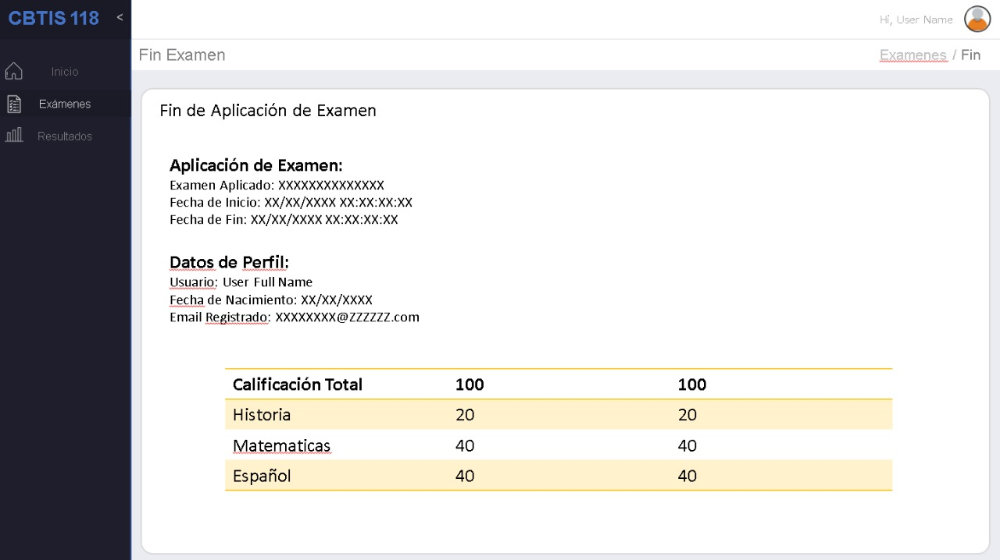 CBTIS 118 <
Hi, User Name
Fin Examen
Examenes / Fin
Inicio
Exámenes
Resultados
Fin de Aplicación de Examen
Aplicación de Examen:
Examen Aplicado: XXXXXXXXXXXXXX
Fecha de Inicio: XX/XX/XXXX XX:XX:XX:XX
Fecha de Fin: XX/XX/XXXX XX:XX:XX:XX
Datos de Perfil:
Usuario: User Full Name
Fecha de Nacimiento: XX/XX/XXXX
Email Registrado: XXXXXXXX@ZZZZZZ.com
Calificación Total 100 100
Historia 20 20
Matematicas 40 40
Español 40 40